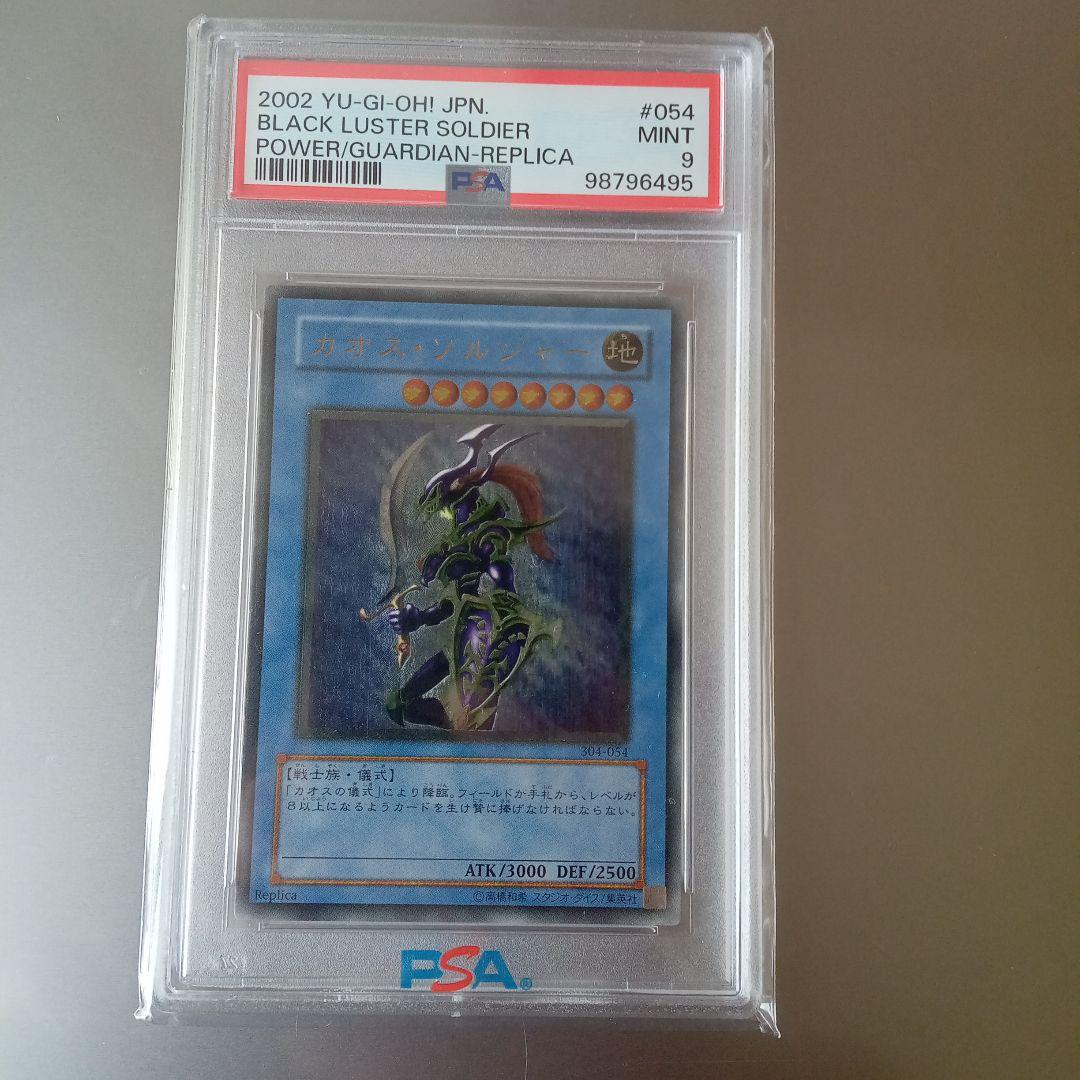 2002 YU-GI-OH! JPN. #054
BLACK LUSTER SOLDIER MINT
POWER/GUARDIAN-REPLICA 9
PSA 98796495
カオス・ソルジャー 地
304-054
【戦士族・儀式】
「カオスの儀式」により降臨。フィールドか手札から、レベルが
８以上になるようカードを生け贄に捧げなければならない。
ATK/3000 DEF/2500
Replica ©高橋和希 スタジオ・ダイス/集英社
PSA®